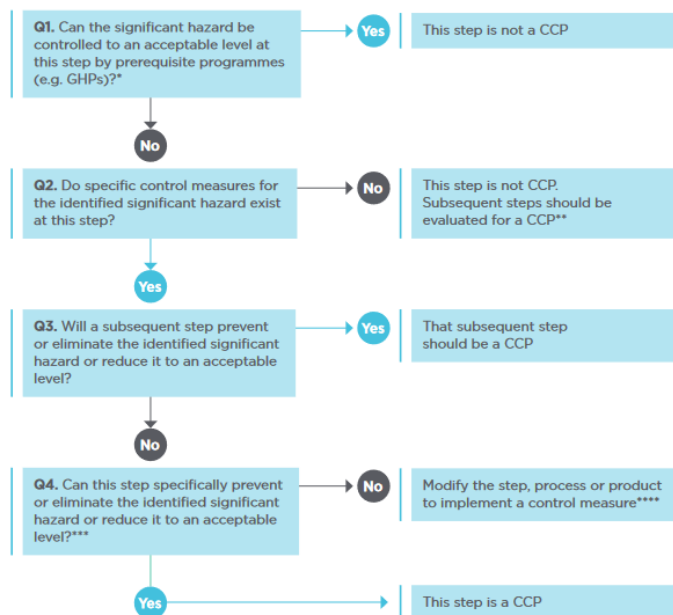 Q1. Can the significant hazard be
controlled to an acceptable level at
this step by prerequisite programmes
(e.g. GHPs)?*
Yes
This step is not a CCP
No
Q2. Do specific control measures for
the identified significant hazard exist
at this step?
No
This step is not CCP.
Subsequent steps should be
evaluated for a CCP**
Yes
Q3. Will a subsequent step prevent
or eliminate the identified significant
hazard or reduce it to an acceptable
level?
Yes
That subsequent step
should be a CCP
No
Q4. Can this step specifically prevent
or eliminate the identified significant
hazard or reduce it to an acceptable
level?***
No
Modify the step, process or product
to implement a control measure****
Yes
This step is a CCP